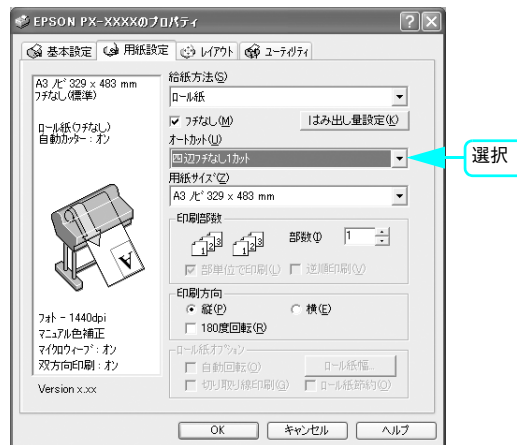 EPSON PX-XXXXのプロパティ
基本設定
用紙設定
レイアウト
ユーティリティ
A3 ノビ 329 x 483 mm
フチなし(標準)
ロール紙(フチなし)
自動カッター : オン
A
フォト - 1440dpi
マニュアル色補正
マイクロウィーブ : オン
双方向印刷 : オン
Version x.xx
給紙方法(S)
ロール紙
フチなし(M)
はみ出し量設定(K)
オートカット(U)
四辺フチなし1カット
選択
用紙サイズ(Z)
A3 ノビ 329 x 483 mm
印刷部数
1 2 3
1 2 3
部数(I)
1
部単位で印刷(L)
逆順印刷(V)
印刷方向
縦(P)
横(E)
180度回転(R)
ロール紙オプション
自動回転(O)
ロール紙幅...
切り取り線印刷(G)
ロール紙節約(O)
OK
キャンセル
ヘルプ